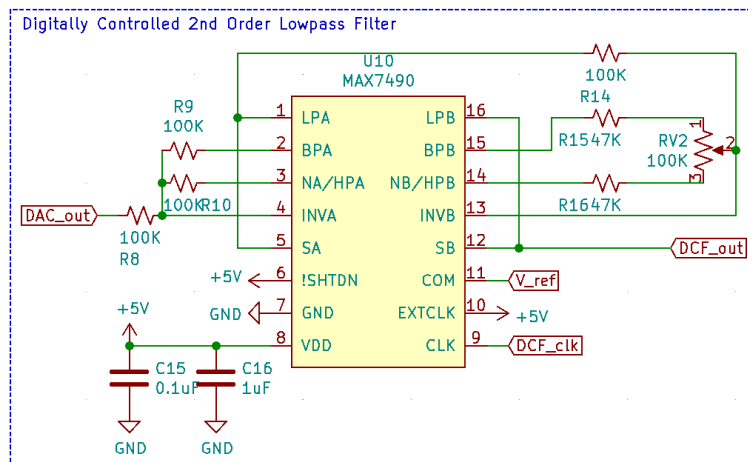 Digitally Controlled 2nd Order Lowpass Filter
U10
MAX7490
100K
R14
R9
100K
1
LPA
LPB
16
2
BPA
BPB
15
R1547K
1
RV2
100K
2
3
3
NA/HPA
NB/HPB
14
R1647K
100KR10
DAC_out
4
INVA
INVB
13
100K
R8
5
SA
SB
12
DCF_out
+5V
6
!SHTDN
COM
11
V_ref
GND
7
GND
EXTCLK
10
+5V
+5V
8
VDD
CLK
9
DCF_clk
C15
0.1uF
C16
1uF
GND
GND